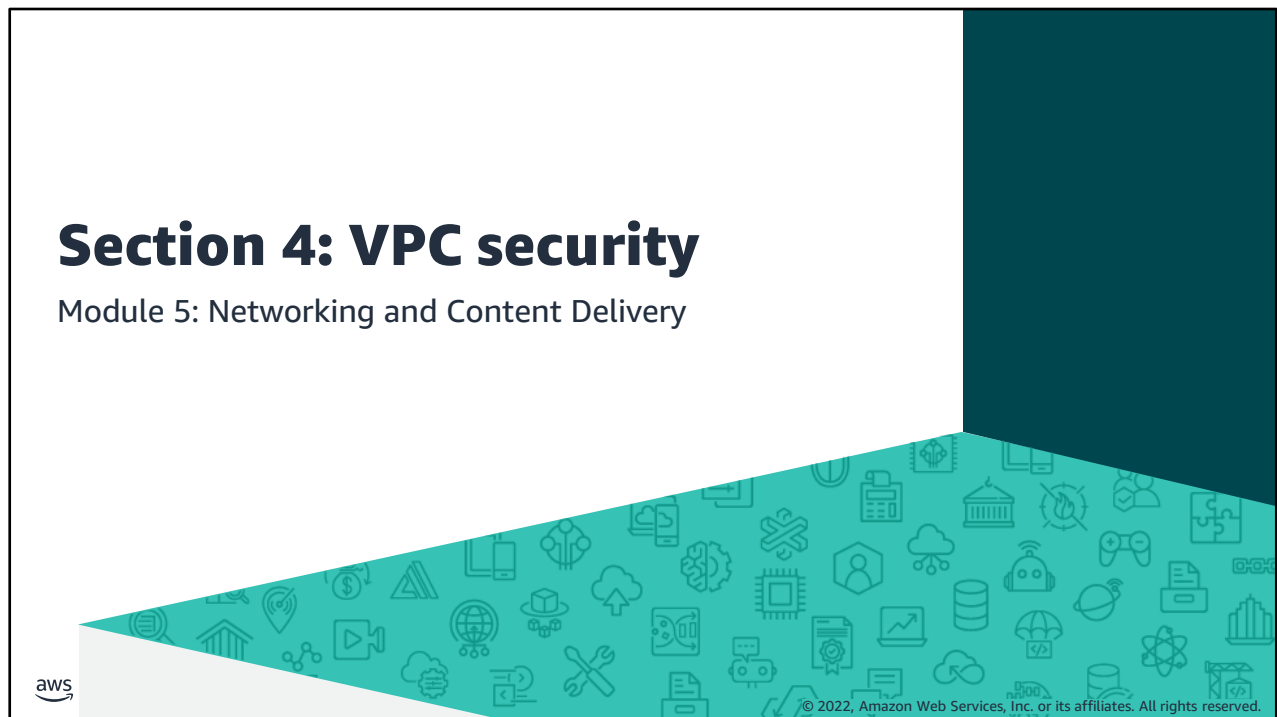 Section 4: VPC security
Module 5: Networking and Content Delivery
aws
© 2022, Amazon Web Services, Inc. or its affiliates. All rights reserved.